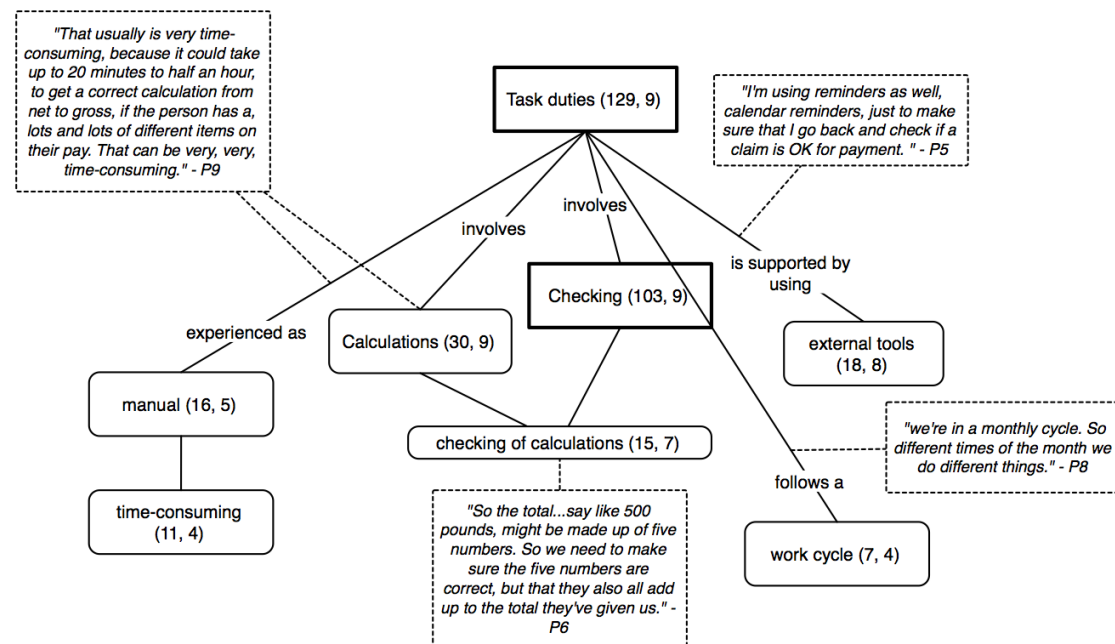 "That usually is very time-
consuming, because it could take
up to 20 minutes to half an hour,
to get a correct calculation from
net to gross, if the person has a,
lots and lots of different items on
their pay. That can be very, very,
time-consuming." - P9
Task duties (129, 9)
"I'm using reminders as well,
calendar reminders, just to make
sure that I go back and check if a
claim is OK for payment. " - P5
involves
involves
is supported by
using
experienced as
Calculations (30, 9)
Checking (103, 9)
external tools
(18, 8)
manual (16, 5)
checking of calculations (15, 7)
"we're in a monthly cycle. So
different times of the month we
do different things." - P8
follows a
time-consuming
(11, 4)
"So the total...say like 500
pounds, might be made up of five
numbers. So we need to make
sure the five numbers are
correct, but that they also all add
up to the total they've given us." -
P6
work cycle (7, 4)